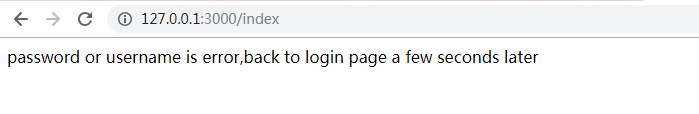 127.0.0.1:3000/index
password or username is error,back to login page a few seconds later